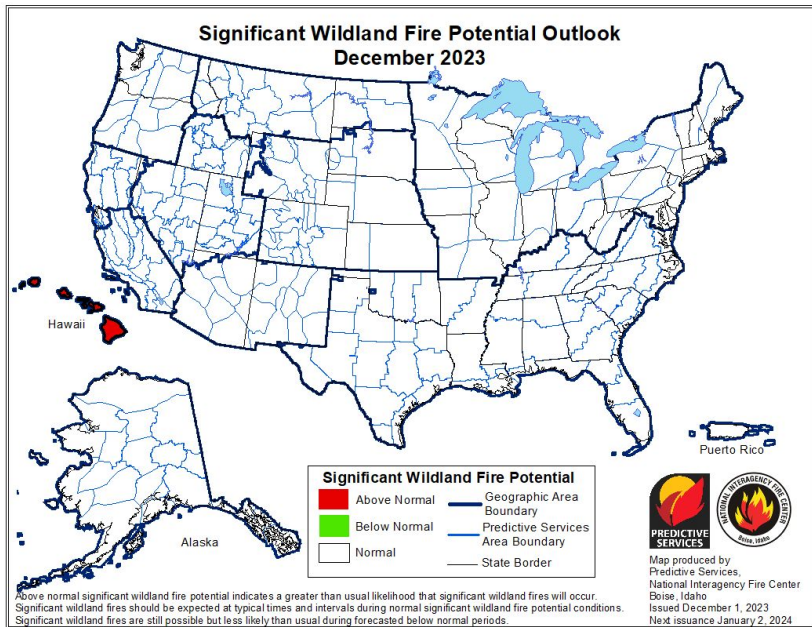 Significant Wildland Fire Potential Outlook
December 2023
Hawaii
Alaska
Puerto Rico
Significant Wildland Fire Potential
Above Normal
Below Normal
Normal
Geographic Area
Boundary
Predictive Services
Area Boundary
State Border
PREDICTIVE
SERVICES
NATIONAL INTERAGENCY FIRE CENTER
Boise, Idaho
Map produced by
Predictive Services,
National Interagency Fire Center
Boise, Idaho
Issued December 1, 2023
Next issuance January 2, 2024
Above normal significant wildland fire potential indicates a greater than usual likelihood that significant wildland fires will occur.
Significant wildland fires should be expected at typical times and intervals during normal significant wildland fire potential conditions.
Significant wildland fires are still possible but less likely than usual during forecasted below normal periods.